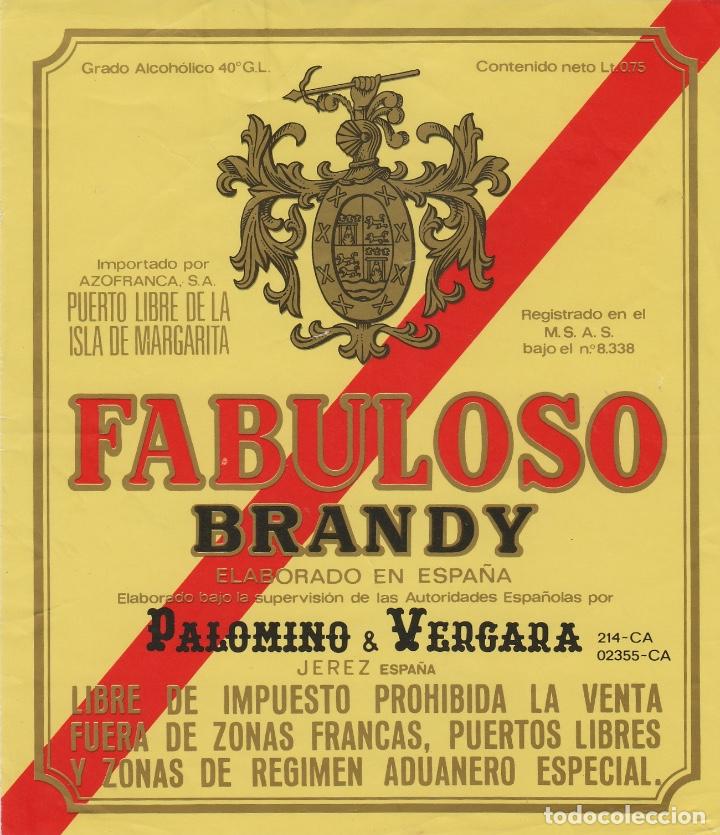 Grado Alcohólico 40° G.L.
Contenido neto Lt. 0.75
Importado por
AZOFRANCA, S.A.
PUERTO LIBRE DE LA
ISLA DE MARGARITA
Registrado en el
M.S.A.S.
bajo el n.º 8.338
FABULOSO
BRANDY
ELABORADO EN ESPAÑA
Elaborado bajo la supervisión de las Autoridades Españolas por
PALOMINO & VERGARA
214-CA
02355-CA
JEREZ ESPAÑA
LIBRE DE IMPUESTO PROHIBIDA LA VENTA
FUERA DE ZONAS FRANCAS, PUERTOS LIBRES
Y ZONAS DE REGIMEN ADUANERO ESPECIAL.
todocoleccion